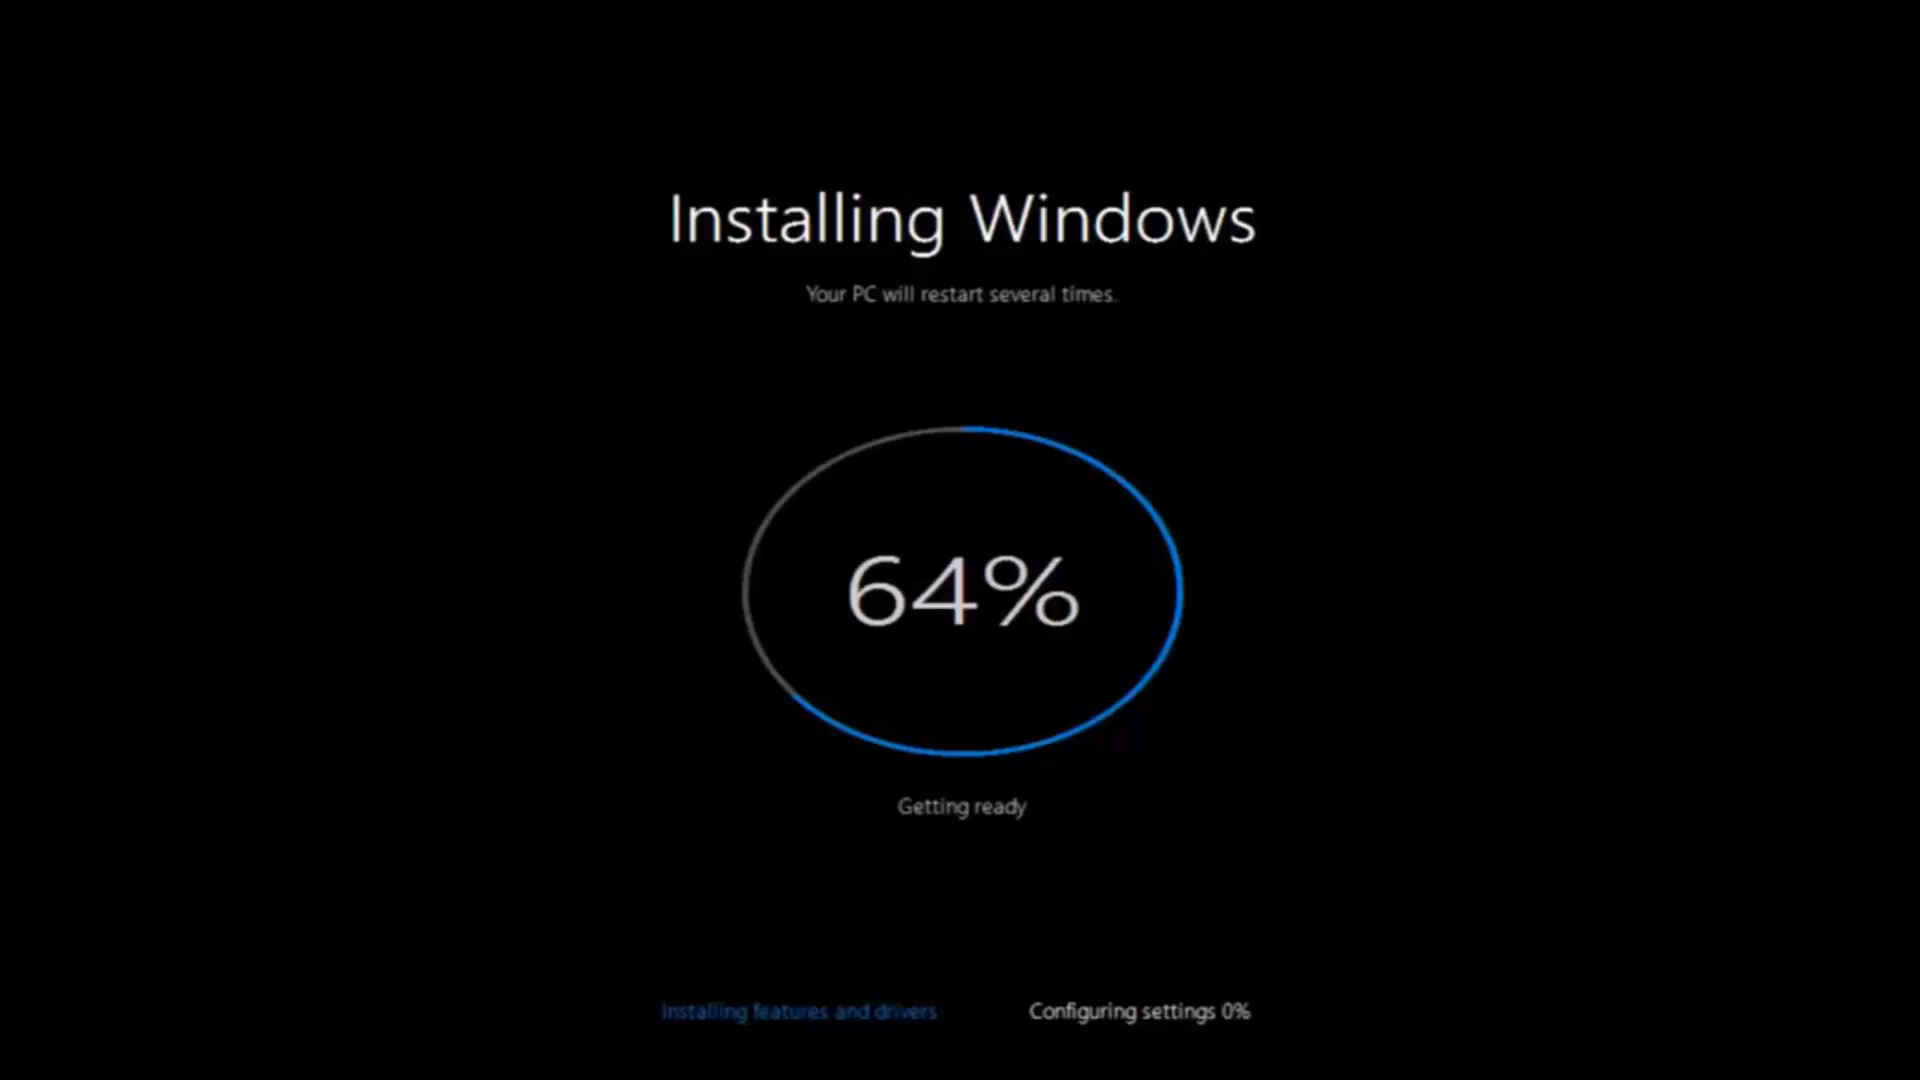 Installing Windows
Your PC will restart several times.
64%
Getting ready
Installing features and drivers
Configuring settings 0%